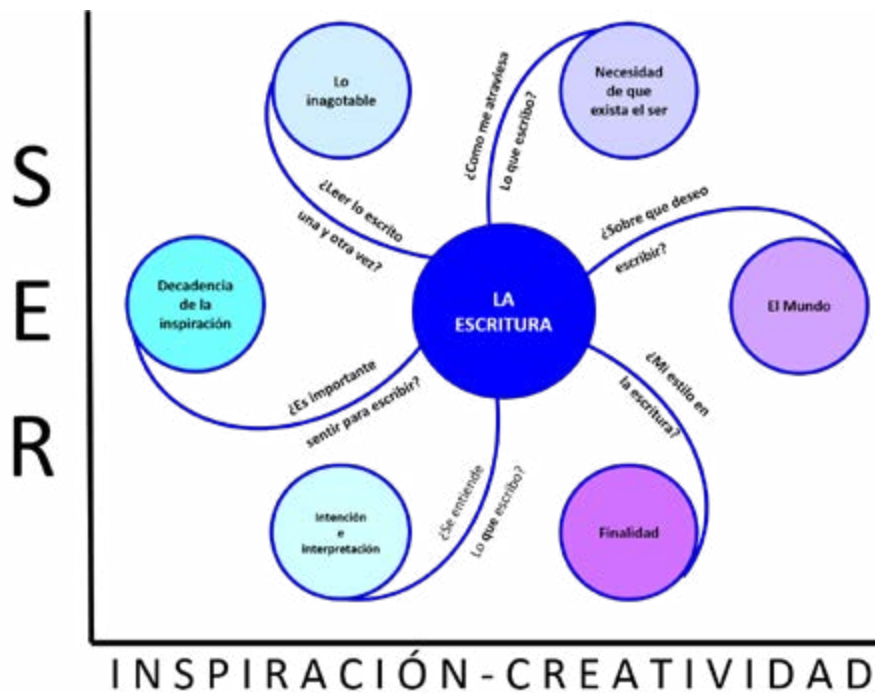 S
E
R
Lo
inagotable
¿Leer lo escrito
una y otra vez?
¿Como me atraviesa
Lo que escribo?
Necesidad
de que
exista el ser
¿Sobre que deseo
escribir?
El Mundo
LA
ESCRITURA
Decadencia
de la
inspiración
¿Es importante
sentir para escribir?
¿Mi estilo en
la escritura?
Finalidad
¿Se entiende
Lo que escribo?
Intención
e
interpretación
INSPIRACIÓN-CREATIVIDAD